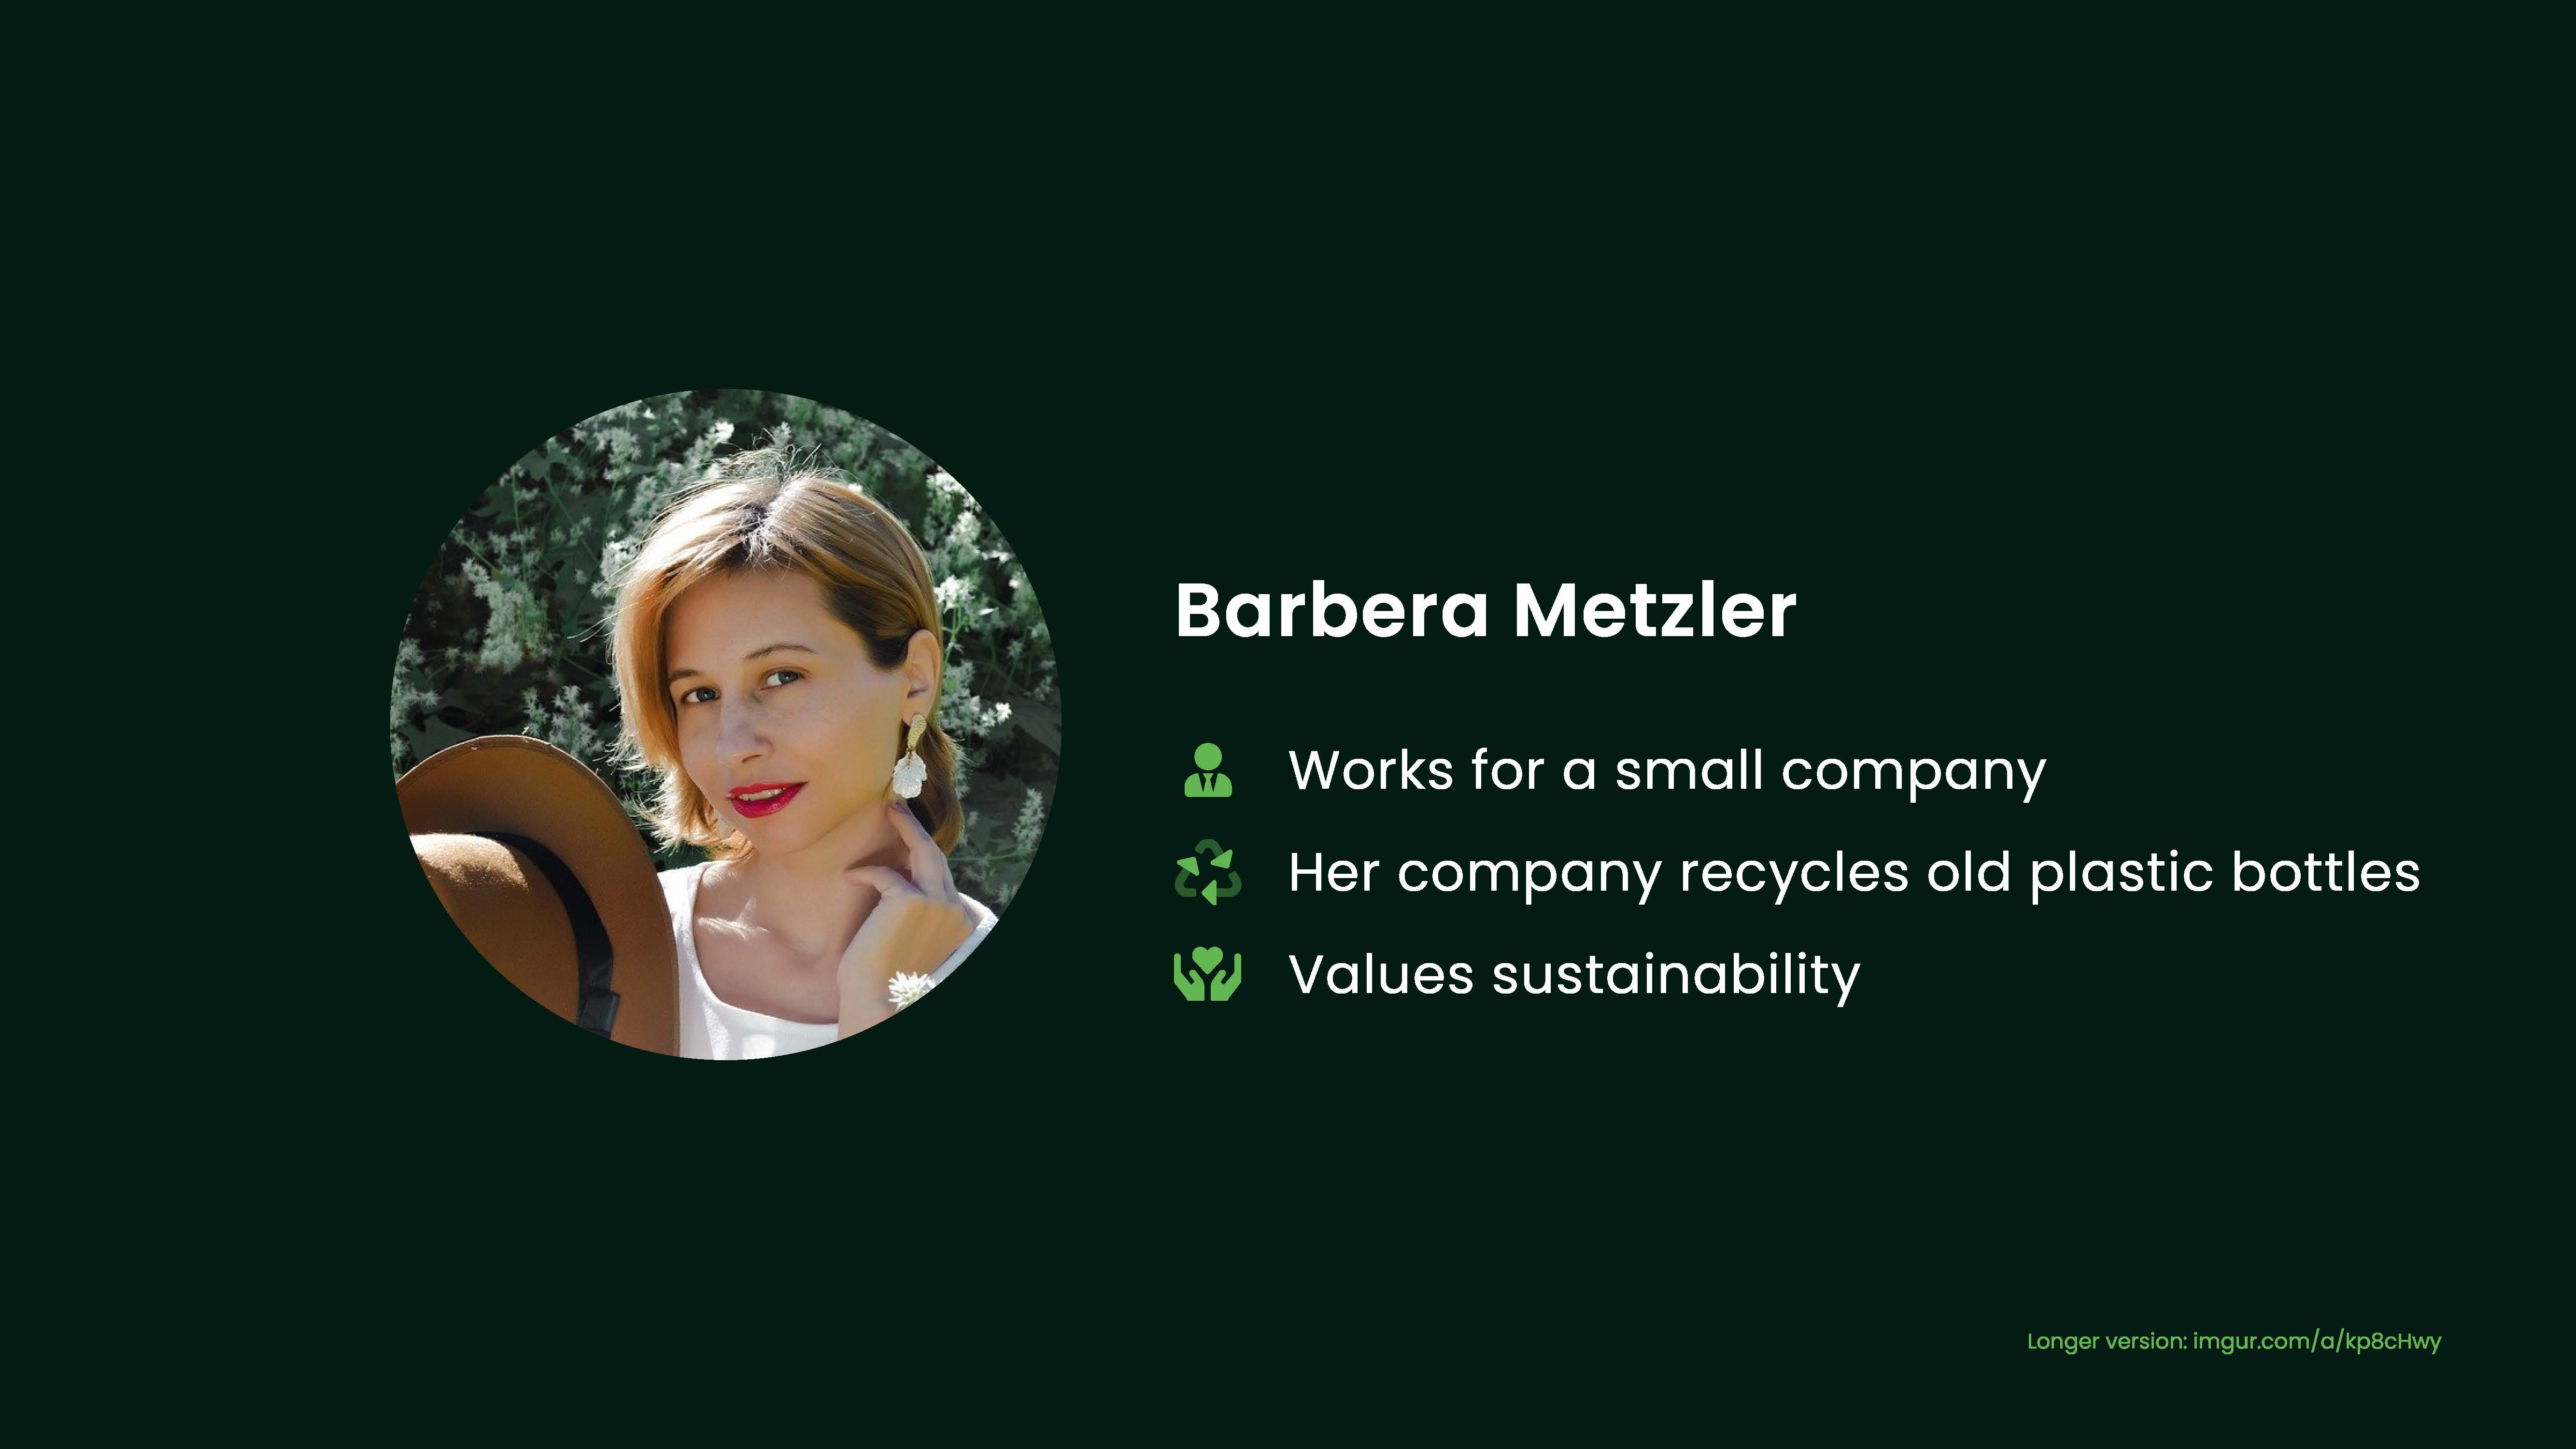 Barbera Metzler
Works for a small company
Her company recycles old plastic bottles
Values sustainability
Longer version: imgur.com/a/kp8cHwy